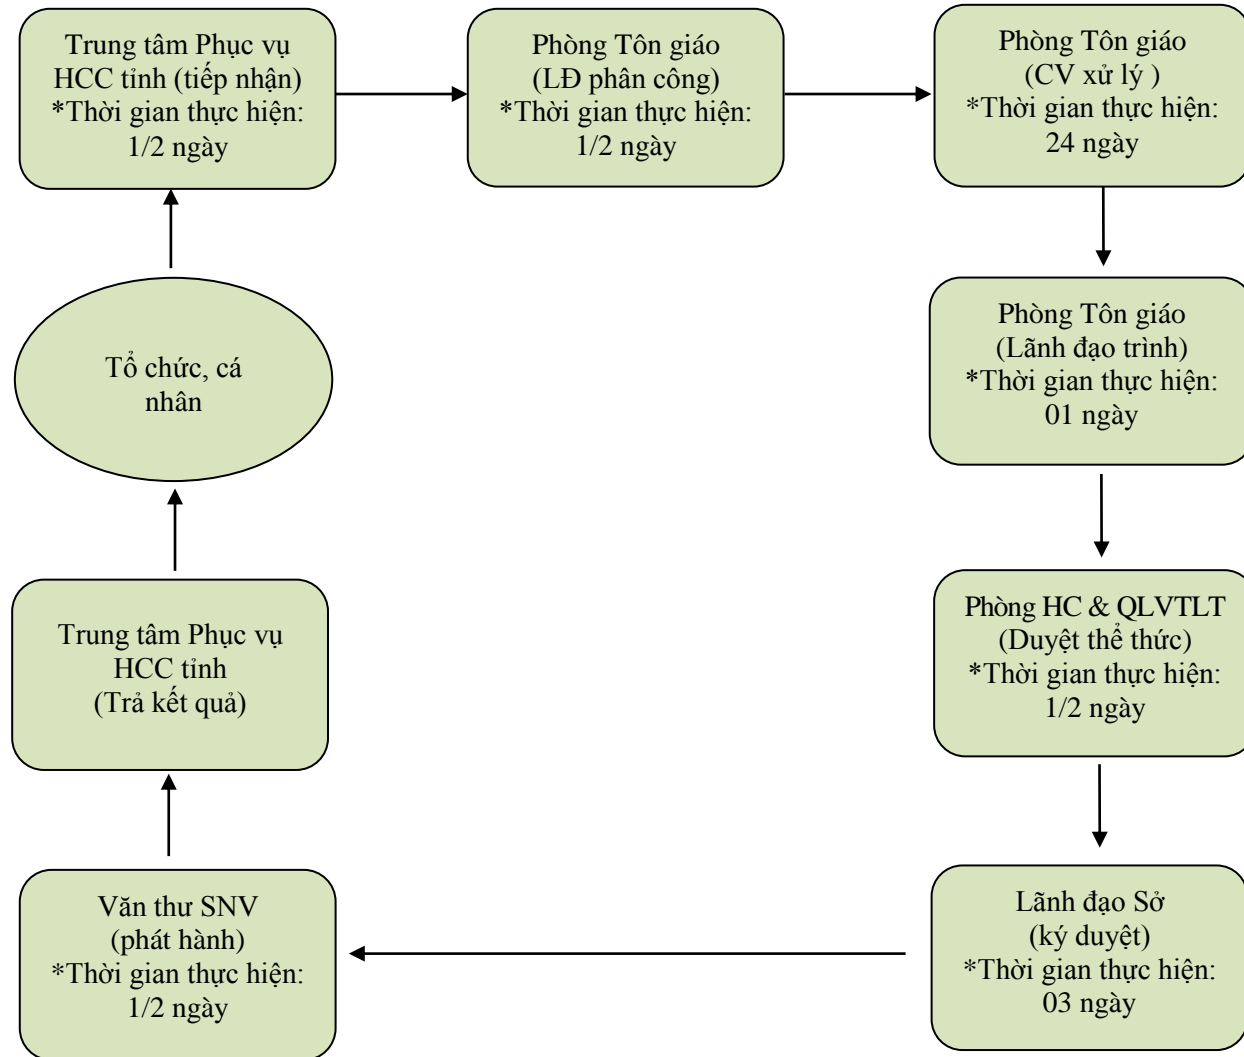 Trung tâm Phục vụ
HCC tỉnh (tiếp nhận)
*Thời gian thực hiện:
1/2 ngày
Phòng Tôn giáo
(LĐ phân công)
*Thời gian thực hiện:
1/2 ngày
Phòng Tôn giáo
(CV xử lý )
*Thời gian thực hiện:
24 ngày
Phòng Tôn giáo
(Lãnh đạo trình)
*Thời gian thực hiện:
01 ngày
Phòng HC & QLVTLT
(Duyệt thể thức)
*Thời gian thực hiện:
1/2 ngày
Lãnh đạo Sở
(ký duyệt)
*Thời gian thực hiện:
03 ngày
Văn thư SNV
(phát hành)
*Thời gian thực hiện:
1/2 ngày
Trung tâm Phục vụ
HCC tỉnh
(Trả kết quả)
Tổ chức, cá
nhân